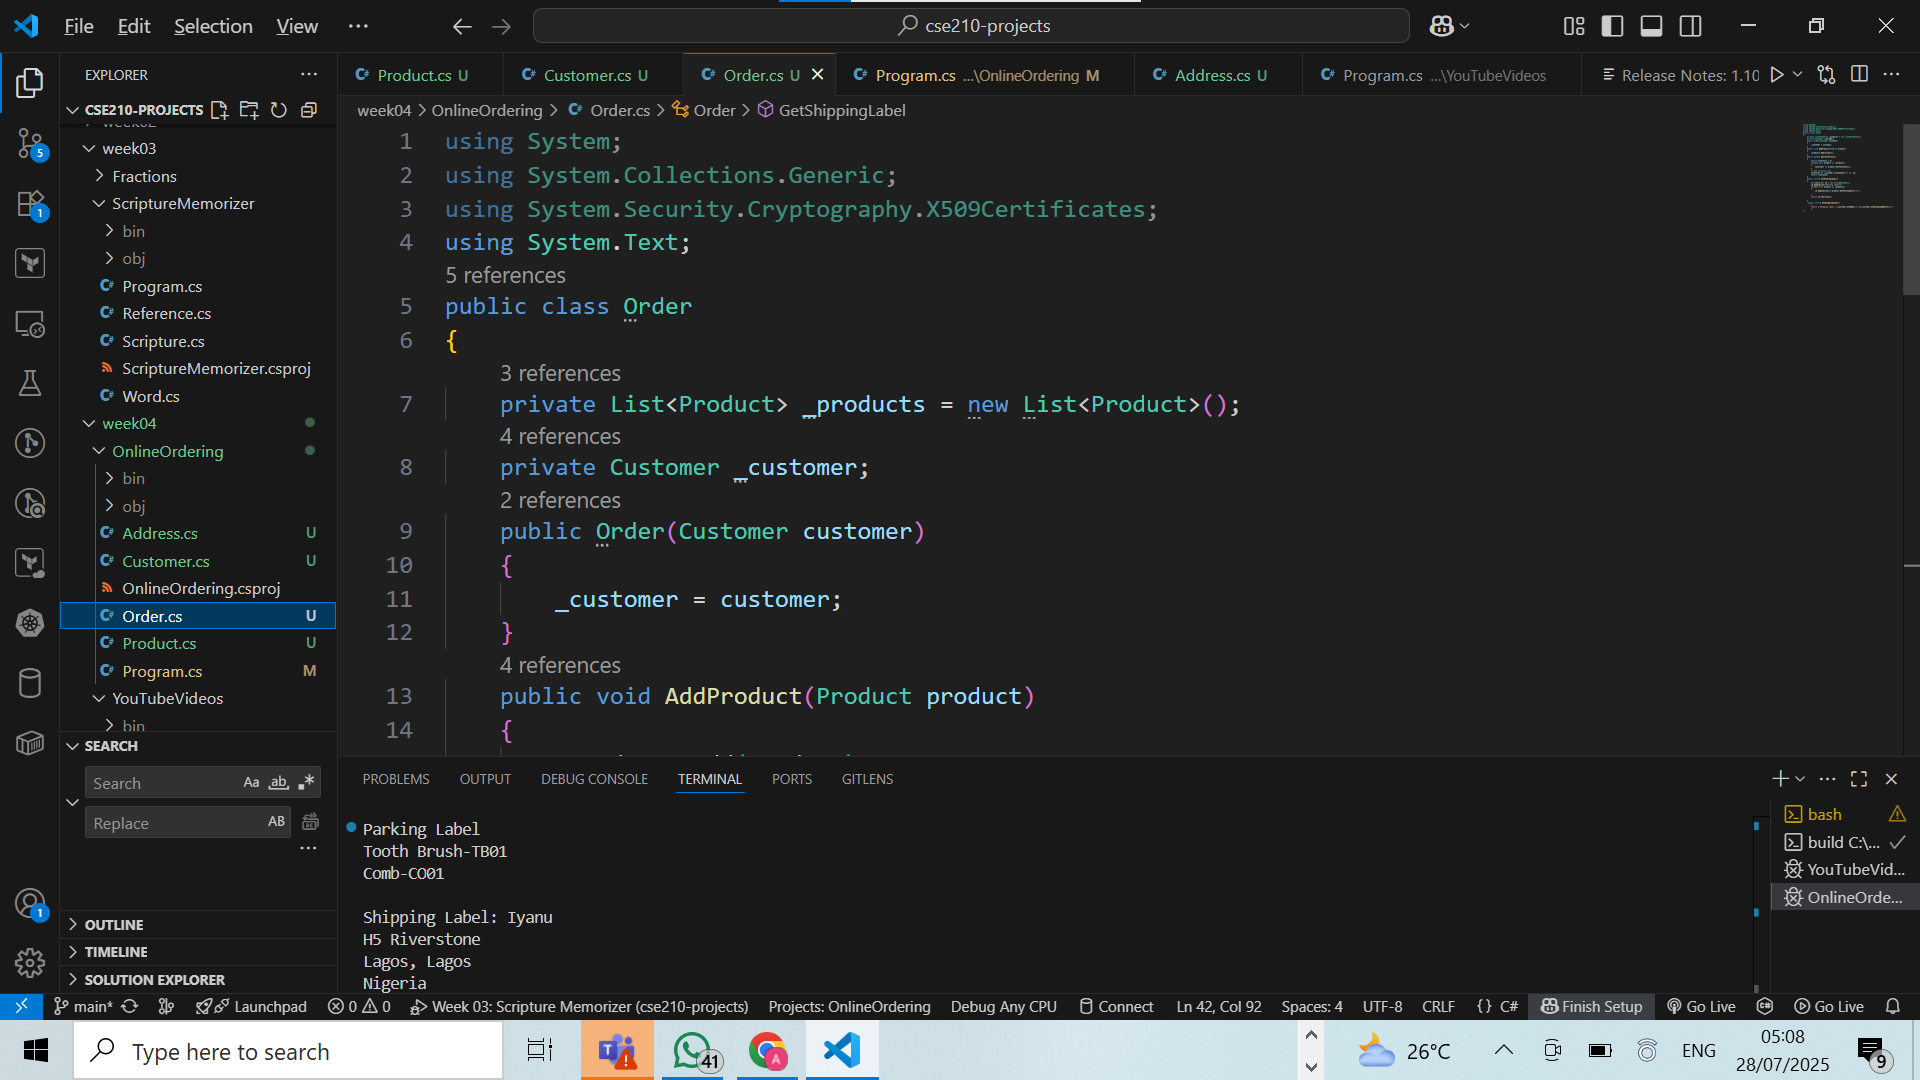 File Edit Selection View
cse210-projects
EXPLORER
CSE210-PROJECTS
week03
Fractions
ScriptureMemorizer
bin
obj
Program.cs
Reference.cs
Scripture.cs
ScriptureMemorizer.csproj
Word.cs
week04
OnlineOrdering
bin
obj
Address.cs U
Customer.cs U
OnlineOrdering.csproj
Order.cs U
Product.cs U
Program.cs M
YouTubeVideos
bin
SEARCH
Search Aa ab
Replace AB
OUTLINE
TIMELINE
SOLUTION EXPLORER
5
1
1
Product.cs U
Customer.cs U
Order.cs U
Program.cs ...\OnlineOrdering M
Address.cs U
Program.cs ...\YouTubeVideos
Release Notes: 1.10
week04 > OnlineOrdering > Order.cs > Order > GetShippingLabel
1 using System;
2 using System.Collections.Generic;
3 using System.Security.Cryptography.X509Certificates;
4 using System.Text;
5 references
5 public class Order
6 {
3 references
7 private List<Product> _products = new List<Product>();
4 references
8 private Customer _customer;
2 references
9 public Order(Customer customer)
10 {
11 _customer = customer;
12 }
4 references
13 public void AddProduct(Product product)
14 {
PROBLEMS OUTPUT DEBUG CONSOLE TERMINAL PORTS GITLENS
Parking Label
Tooth Brush-TB01
Comb-CO01
Shipping Label: Iyanu
H5 Riverstone
Lagos, Lagos
Nigeria
bash
build C:\...
YouTubeVid...
OnlineOrde...
main* Launchpad 0 0 Week 03: Scripture Memorizer (cse210-projects) Projects: OnlineOrdering Debug Any CPU Connect Ln 42, Col 92 Spaces: 4 UTF-8 CRLF {} C# Finish Setup Go Live Go Live
Type here to search
41
A
26°C
ENG
05:08
28/07/2025
9